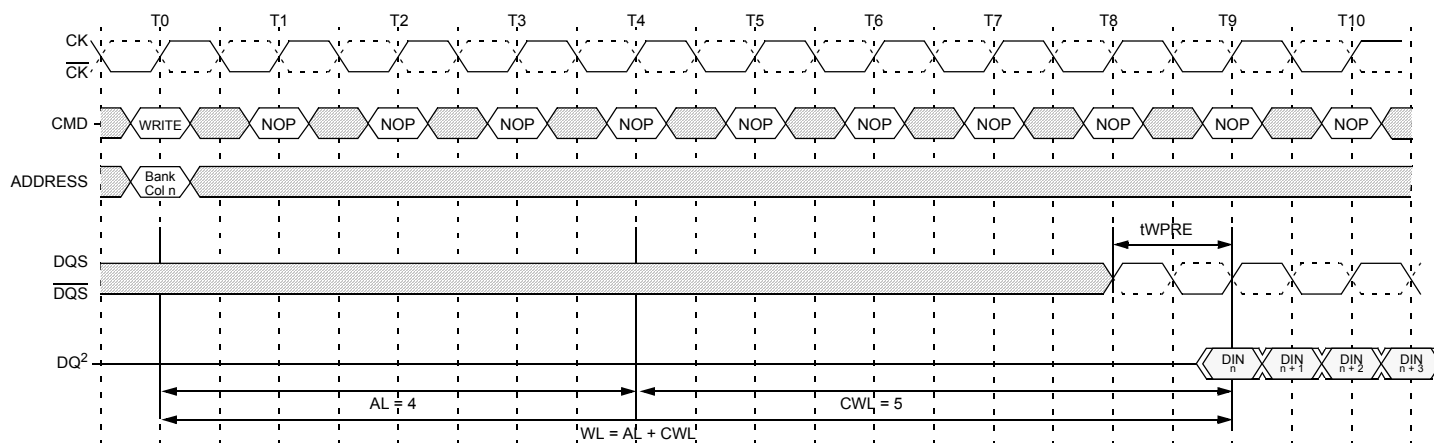 T0 T1 T2 T3 T4 T5 T6 T7 T8 T9 T10
CK
CK
CMD WRITE NOP NOP NOP NOP NOP NOP NOP NOP NOP NOP
ADDRESS Bank
Col n
tWPRE
DQS
DQS
DQ² DIN n DIN n + 1 DIN n + 2 DIN n + 3
AL = 4 CWL = 5
WL = AL + CWL